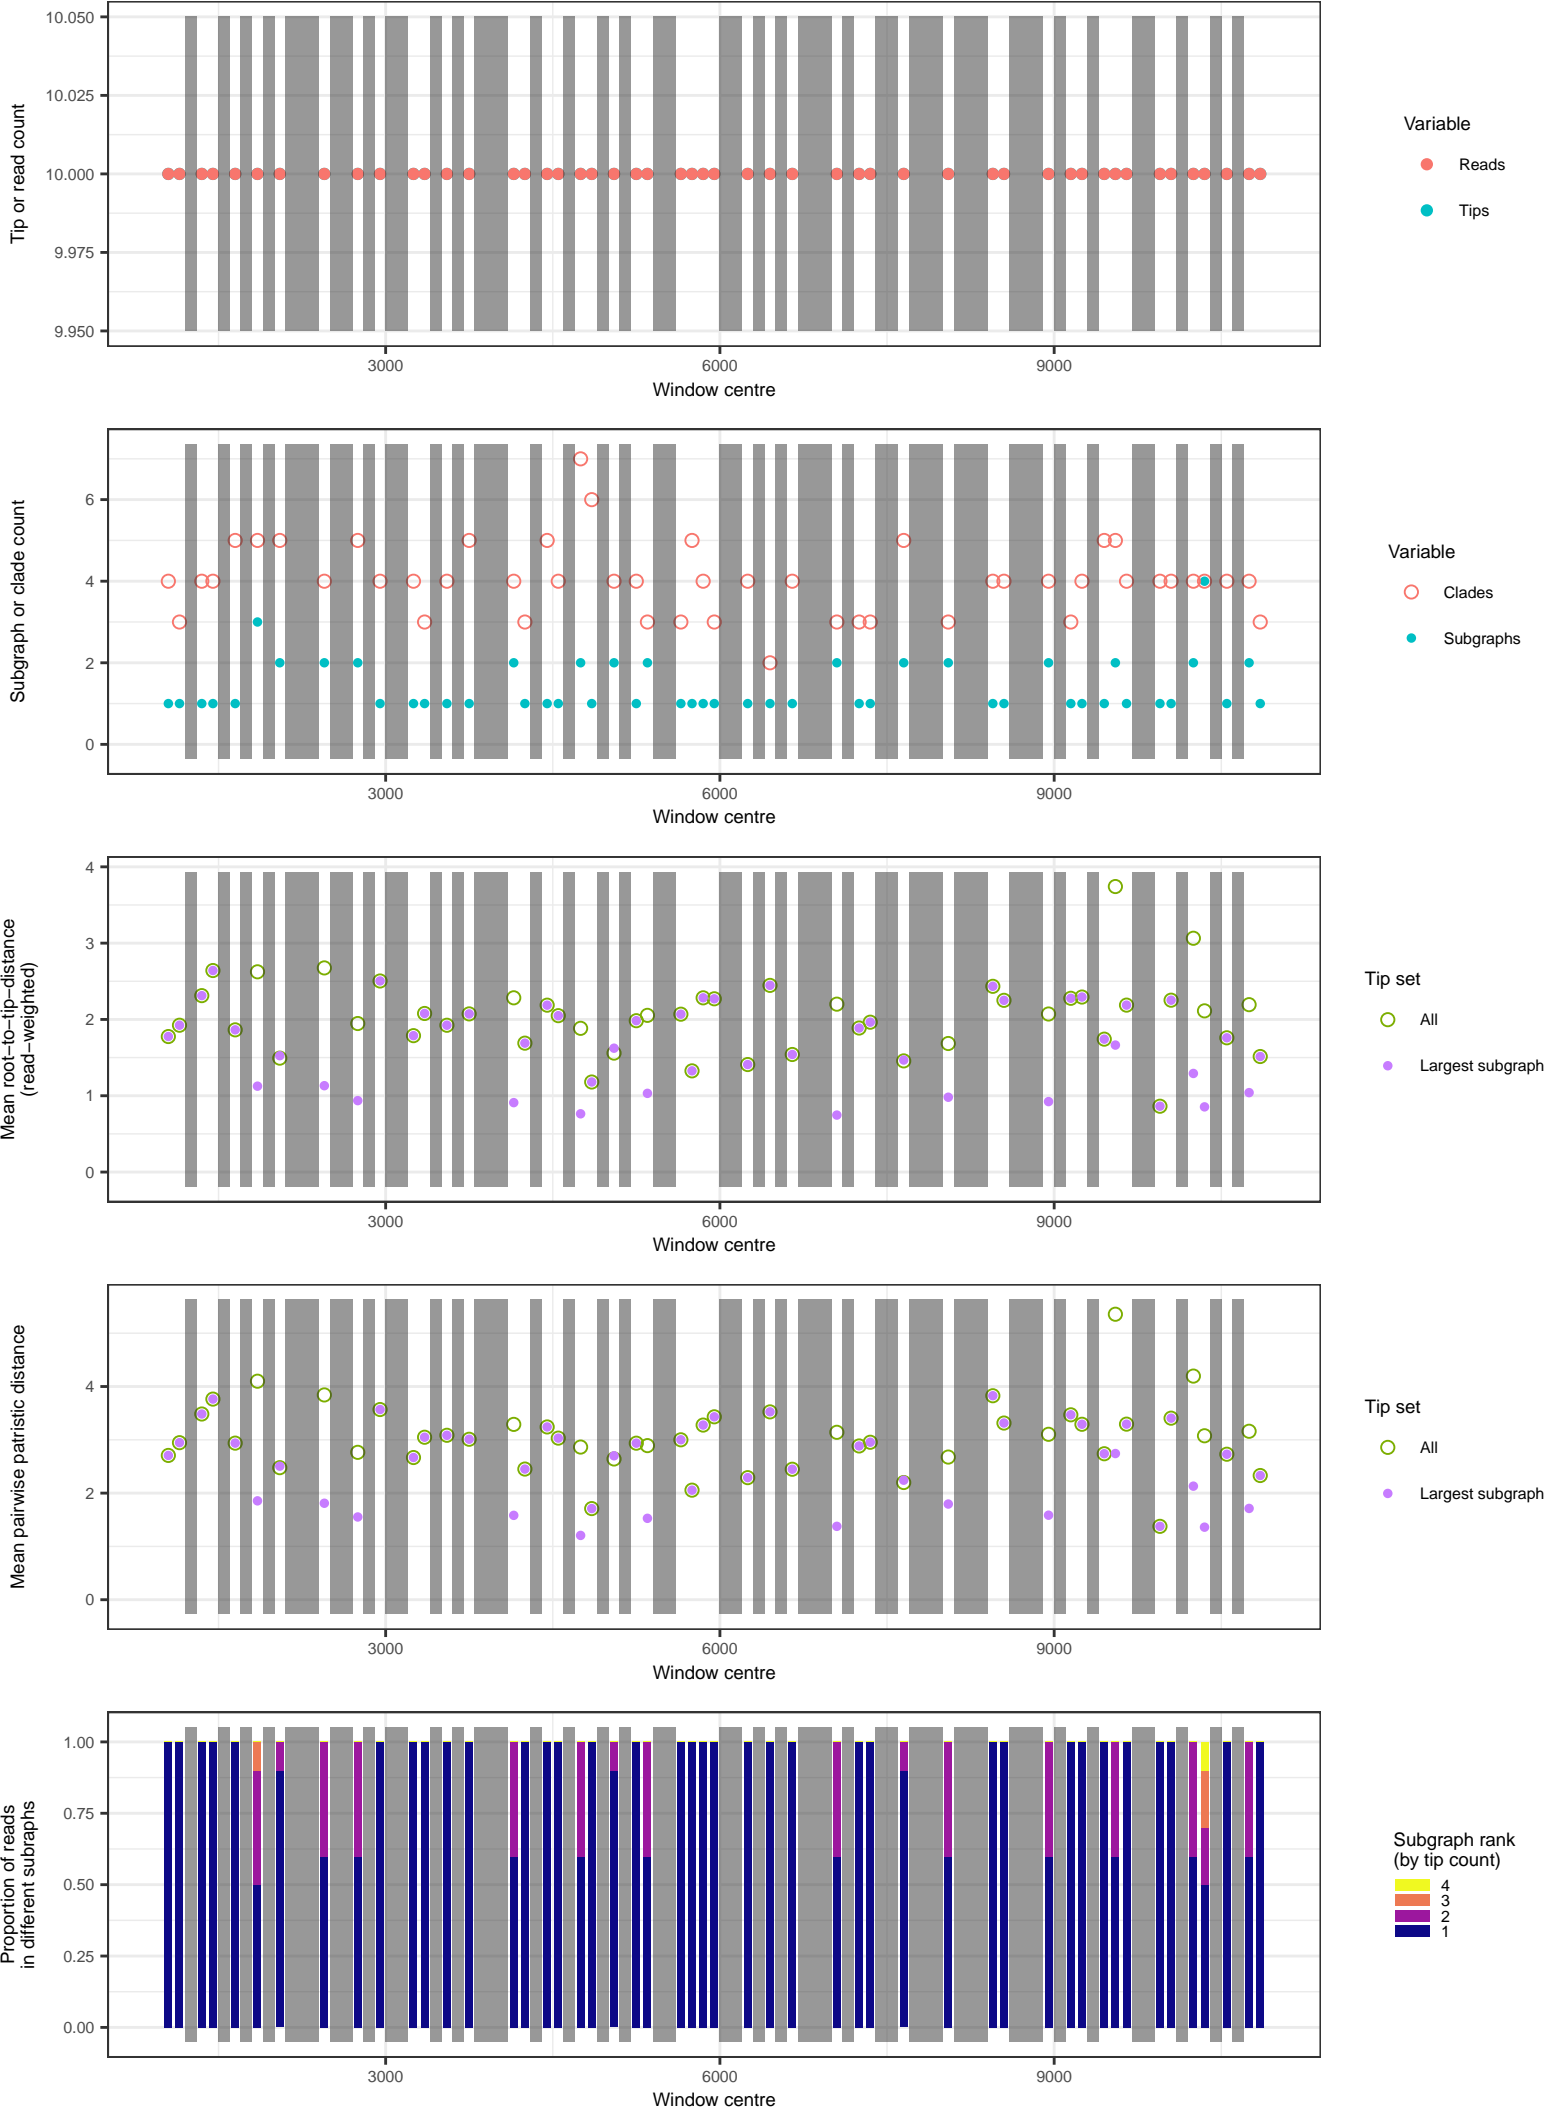 10.050
10.025
10.000
9.975
9.950
Tip or read count
3000
6000
9000
Window centre
Variable
Reads
Tips
6
4
2
0
Subgraph or clade count
3000
6000
9000
Window centre
Variable
Clades
Subgraphs
4
3
2
1
0
Mean root−to−tip−distance
(read−weighted)
3000
6000
9000
Window centre
Tip set
All
Largest subgraph
4
2
0
Mean pairwise patristic distance
3000
6000
9000
Window centre
Tip set
All
Largest subgraph
1.00
0.75
0.50
0.25
0.00
Proportion of reads
in different subraphs
3000
6000
9000
Window centre
Subgraph rank
(by tip count)
4
3
2
1